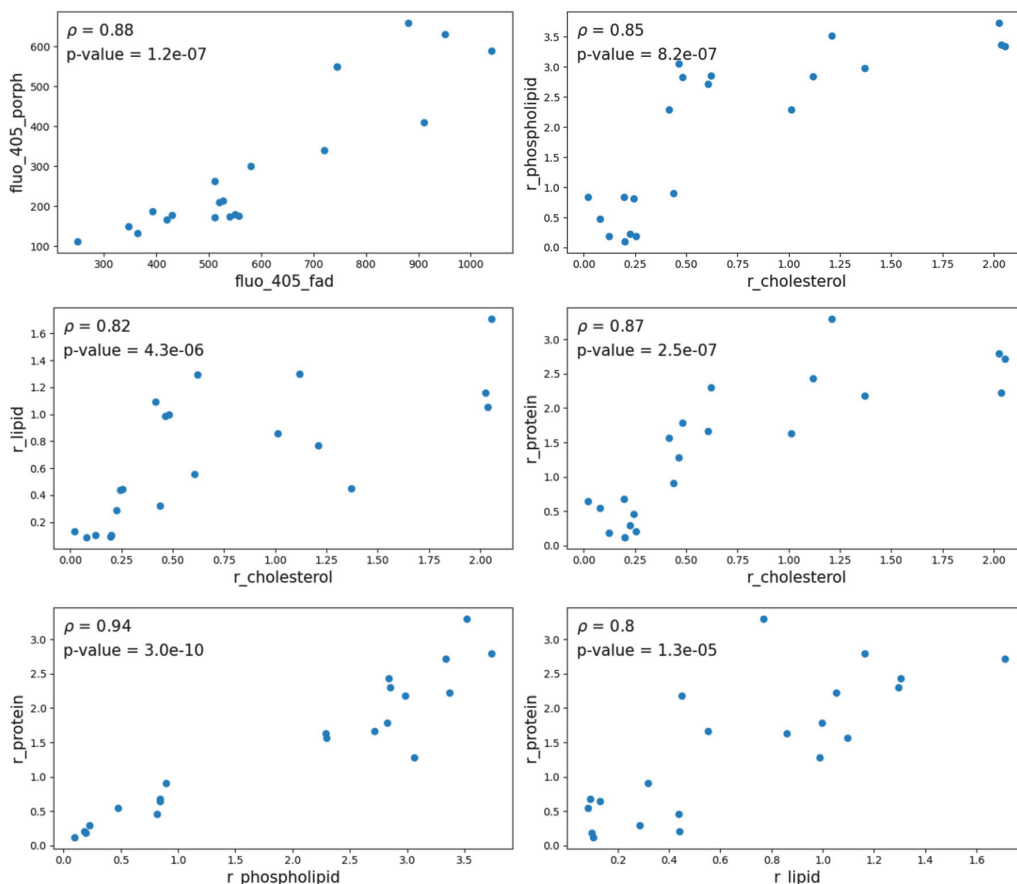 ρ = 0.88
p-value = 1.2e-07
600
500
400
300
200
100
fluo_405_porph
300 400 500 600 700 800 900 1000
fluo_405_fad
ρ = 0.85
p-value = 8.2e-07
3.5
3.0
2.5
2.0
1.5
1.0
0.5
0.0
r_phospholipid
0.00 0.25 0.50 0.75 1.00 1.25 1.50 1.75 2.00
r_cholesterol
ρ = 0.82
p-value = 4.3e-06
1.6
1.4
1.2
1.0
0.8
0.6
0.4
0.2
r_lipid
0.00 0.25 0.50 0.75 1.00 1.25 1.50 1.75 2.00
r_cholesterol
ρ = 0.87
p-value = 2.5e-07
3.0
2.5
2.0
1.5
1.0
0.5
0.0
r_protein
0.00 0.25 0.50 0.75 1.00 1.25 1.50 1.75 2.00
r_cholesterol
ρ = 0.94
p-value = 3.0e-10
3.0
2.5
2.0
1.5
1.0
0.5
0.0
r_protein
0.0 0.5 1.0 1.5 2.0 2.5 3.0 3.5
r_phospholipid
ρ = 0.8
p-value = 1.3e-05
3.0
2.5
2.0
1.5
1.0
0.5
0.0
r_protein
0.2 0.4 0.6 0.8 1.0 1.2 1.4 1.6
r_lipid